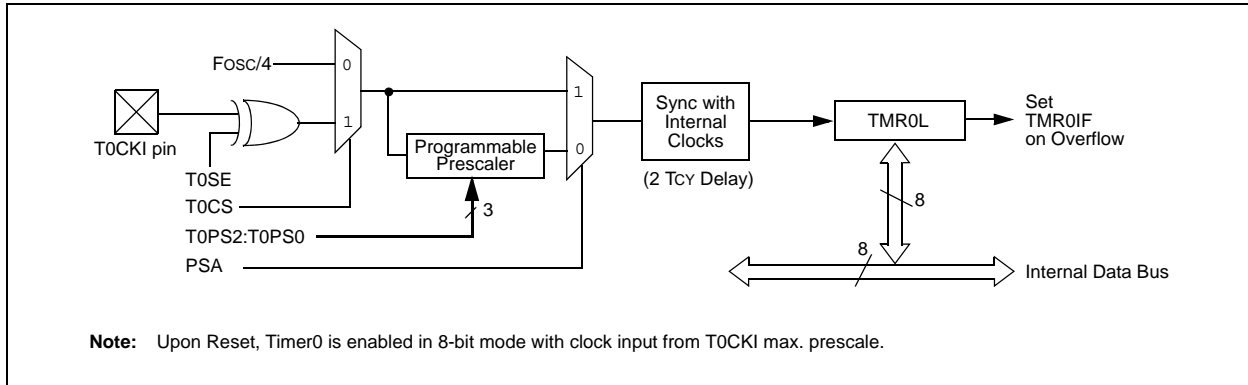 FOSC/4
0
1
T0CKI pin
T0SE
T0CS
T0PS2:T0PS0
PSA
Programmable
Prescaler
3
1
0
Sync with
Internal
Clocks
(2 TCY Delay)
TMR0L
Set
TMR0IF
on Overflow
8
8
Internal Data Bus
Note: Upon Reset, Timer0 is enabled in 8-bit mode with clock input from T0CKI max. prescale.